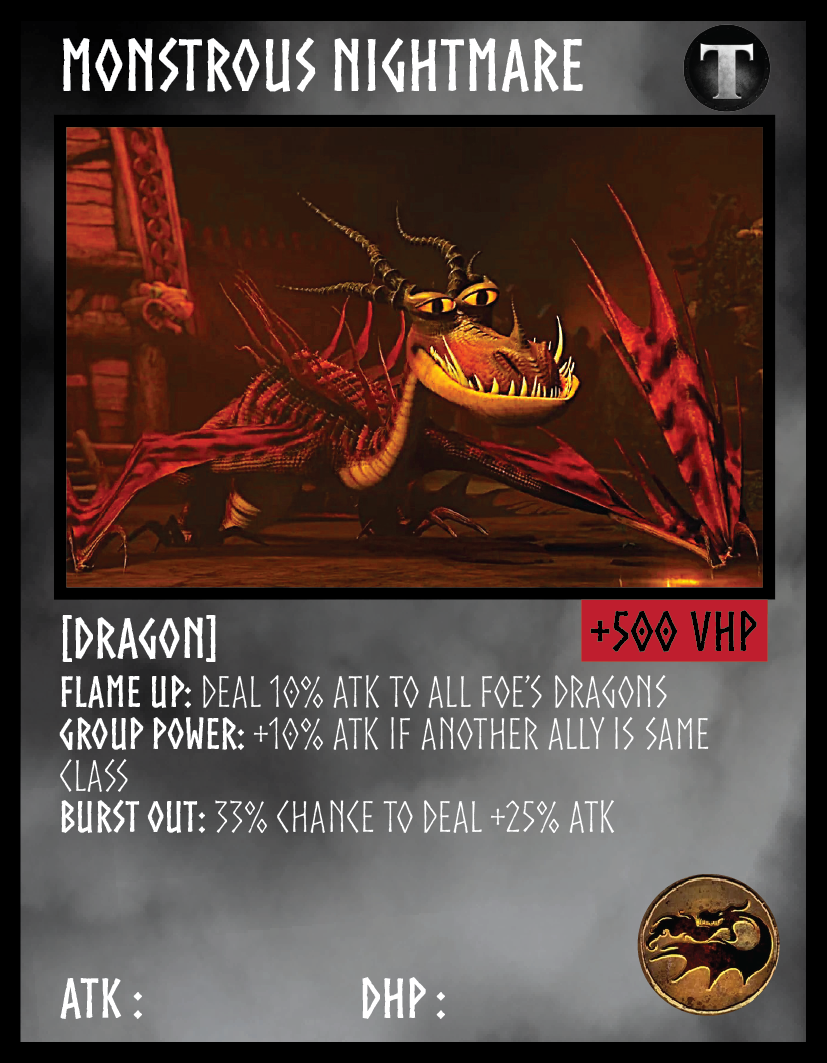 MONSTROUS NIGHTMARE
T
[DRAGON]
+500 VHP
FLAME UP: DEAL 10% ATK TO ALL FOE'S DRAGONS
GROUP POWER: +10% ATK IF ANOTHER ALLY IS SAME
CLASS
BURST OUT: 33% CHANCE TO DEAL +25% ATK
ATK :
DHP :